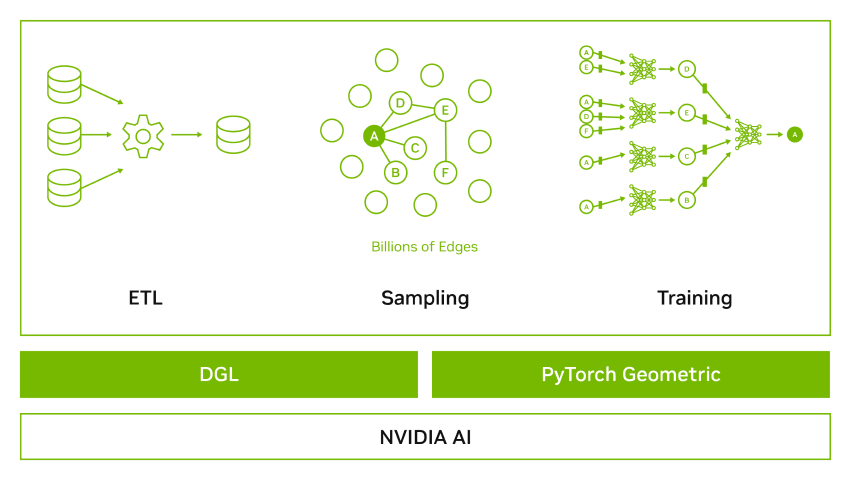 D
E
A
C
B
F
Billions of Edges
A
E
D
A
D
F
E
A
C
A
A
B
ETL
Sampling
Training
DGL
PyTorch Geometric
NVIDIA AI